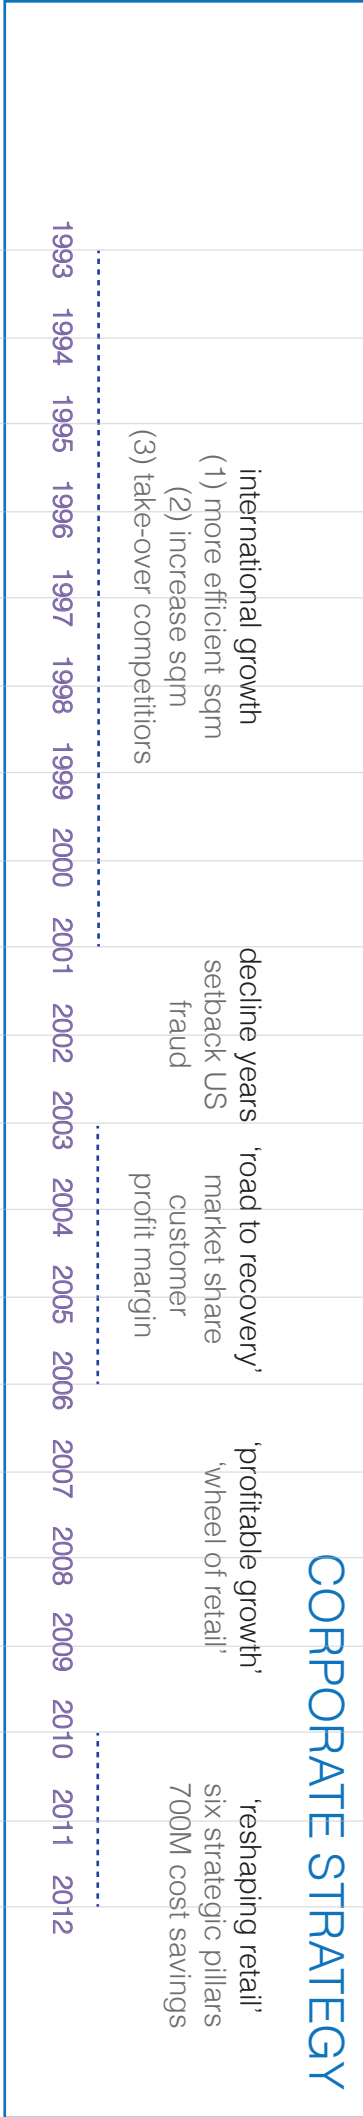 CORPORATE STRATEGY
international growth
(1) more efficient sqm
(2) increase sqm
(3) take-over competitiors
decline years
setback US
fraud
‘road to recovery’
market share
customer
profit margin
‘profitable growth’
‘wheel of retail’
‘reshaping retail’
six strategic pillars
700M cost savings
1993 1994 1995 1996 1997 1998 1999 2000 2001 2002 2003 2004 2005 2006 2007 2008 2009 2010 2011 2012